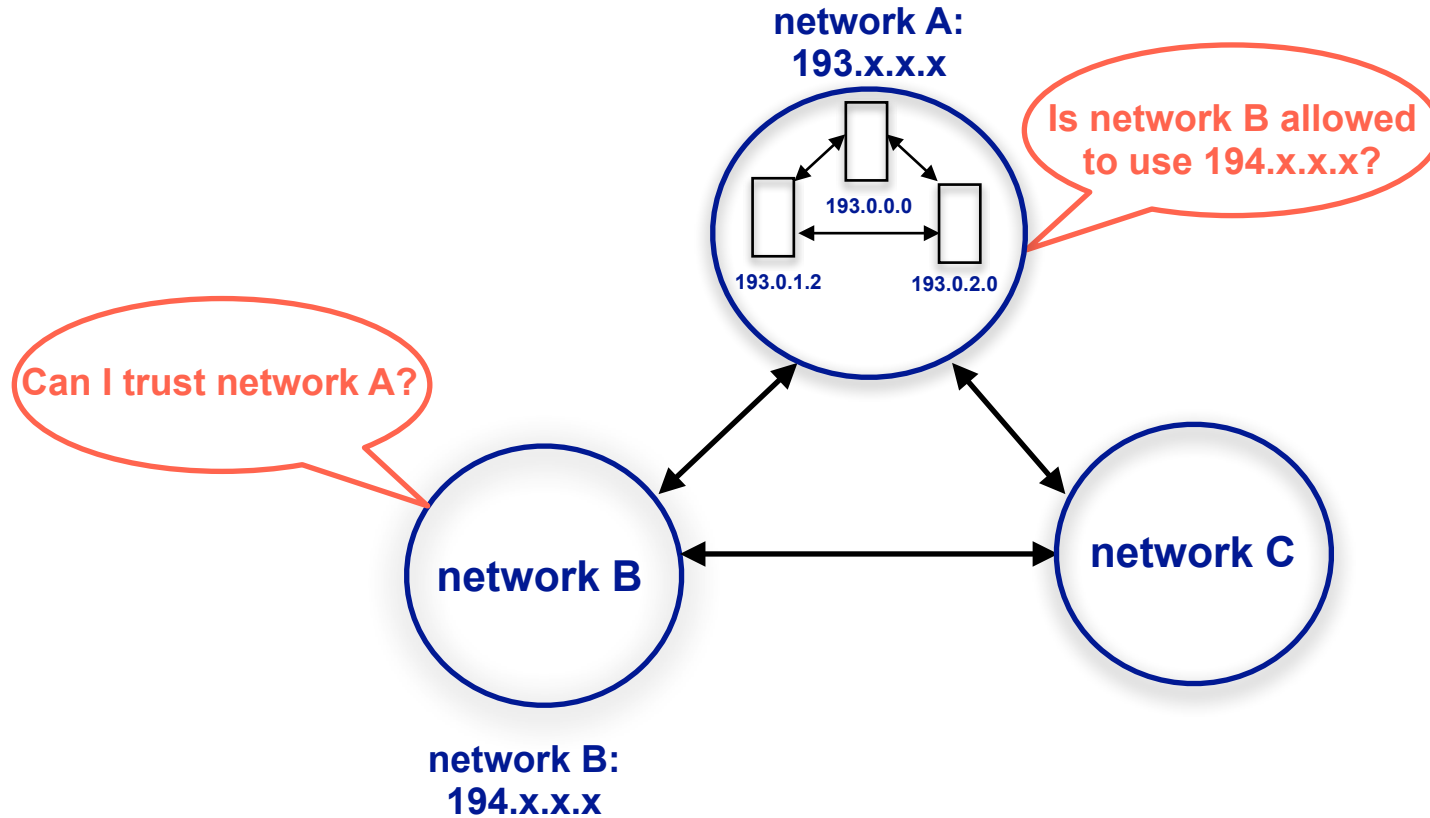 network A:
193.x.x.x
Is network B allowed
to use 194.x.x.x?
193.0.0.0
193.0.1.2
193.0.2.0
Can I trust network A?
network B
network C
network B:
194.x.x.x